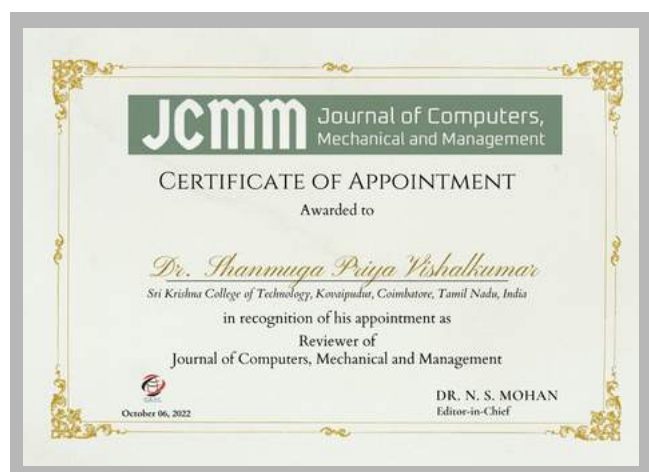 JCMM Journal of Computers,
Mechanical and Management
CERTIFICATE OF APPOINTMENT
Awarded to
Dr. Shanmuga Priya Vishalkumar
Sri Krishna College of Technology, Kovaipudur, Coimbatore, Tamil Nadu, India
in recognition of his appointment as
Reviewer of
Journal of Computers, Mechanical and Management
October 06, 2022
DR. N. S. MOHAN
Editor-in-Chief